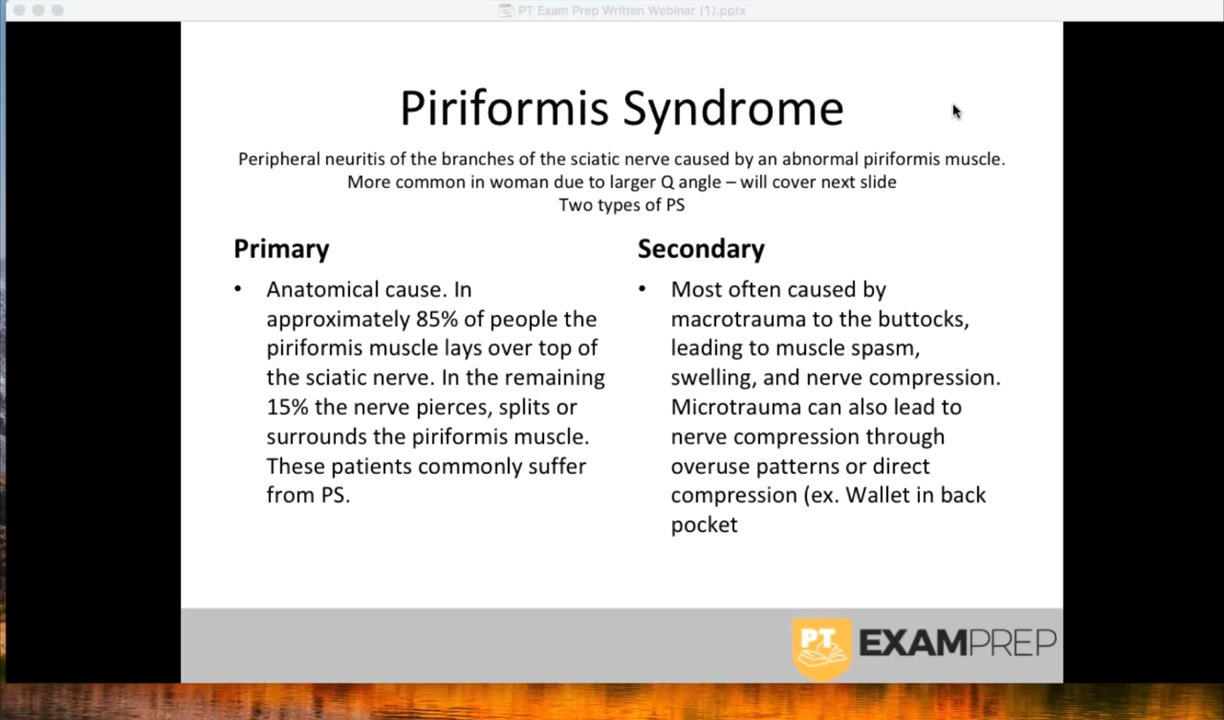 PT Exam Prep Written Webinar (1).pptx
Piriformis Syndrome
Peripheral neuritis of the branches of the sciatic nerve caused by an abnormal piriformis muscle.
More common in woman due to larger Q angle – will cover next slide
Two types of PS
Primary
• Anatomical cause. In
approximately 85% of people the
piriformis muscle lays over top of
the sciatic nerve. In the remaining
15% the nerve pierces, splits or
surrounds the piriformis muscle.
These patients commonly suffer
from PS.
Secondary
• Most often caused by
macrotrauma to the buttocks,
leading to muscle spasm,
swelling, and nerve compression.
Microtrauma can also lead to
nerve compression through
overuse patterns or direct
compression (ex. Wallet in back
pocket
PT EXAMPREP